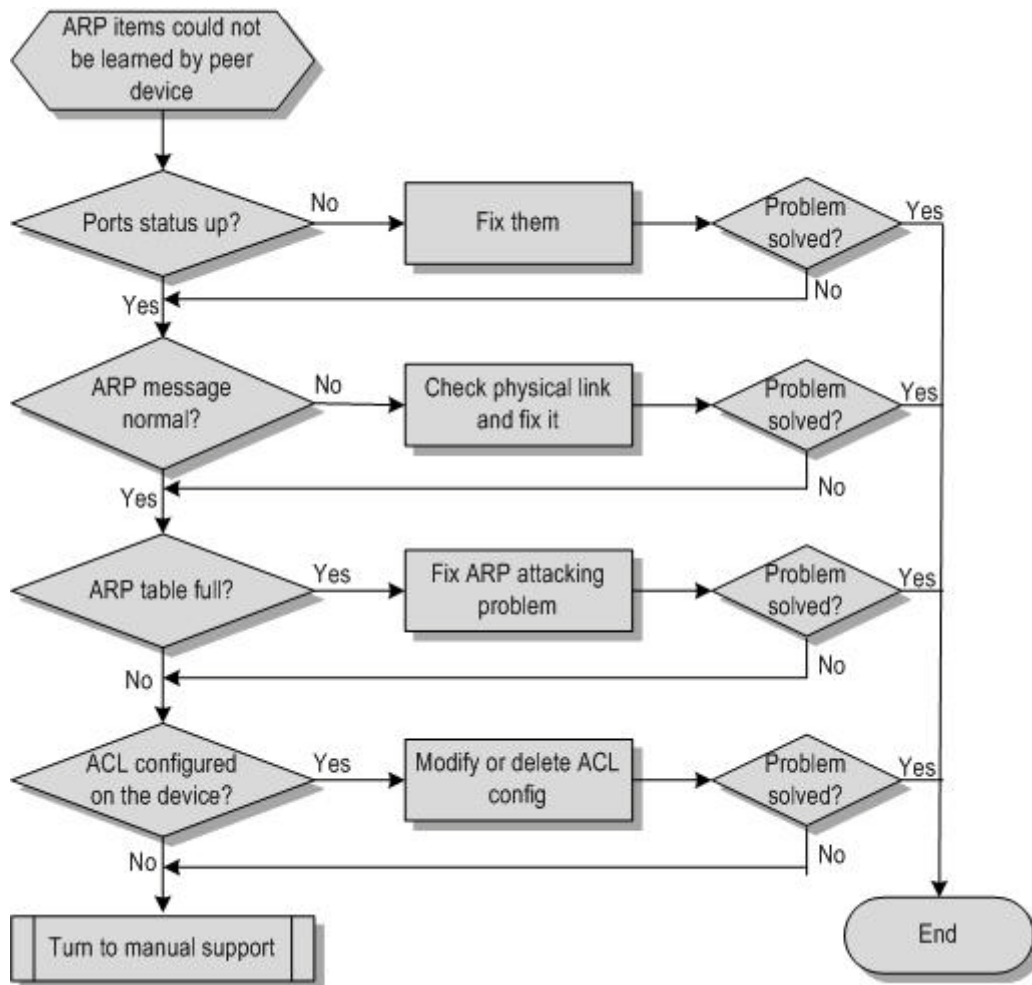 ARP items could not
be learned by peer
device
Ports status up?
No
Fix them
Problem
solved?
Yes
No
Yes
ARP message
normal?
No
Check physical link
and fix it
Problem
solved?
Yes
No
Yes
ARP table full?
Yes
Fix ARP attacking
problem
Problem
solved?
Yes
No
No
ACL configured
on the device?
Yes
Modify or delete ACL
config
Problem
solved?
Yes
No
No
Turn to manual support
End